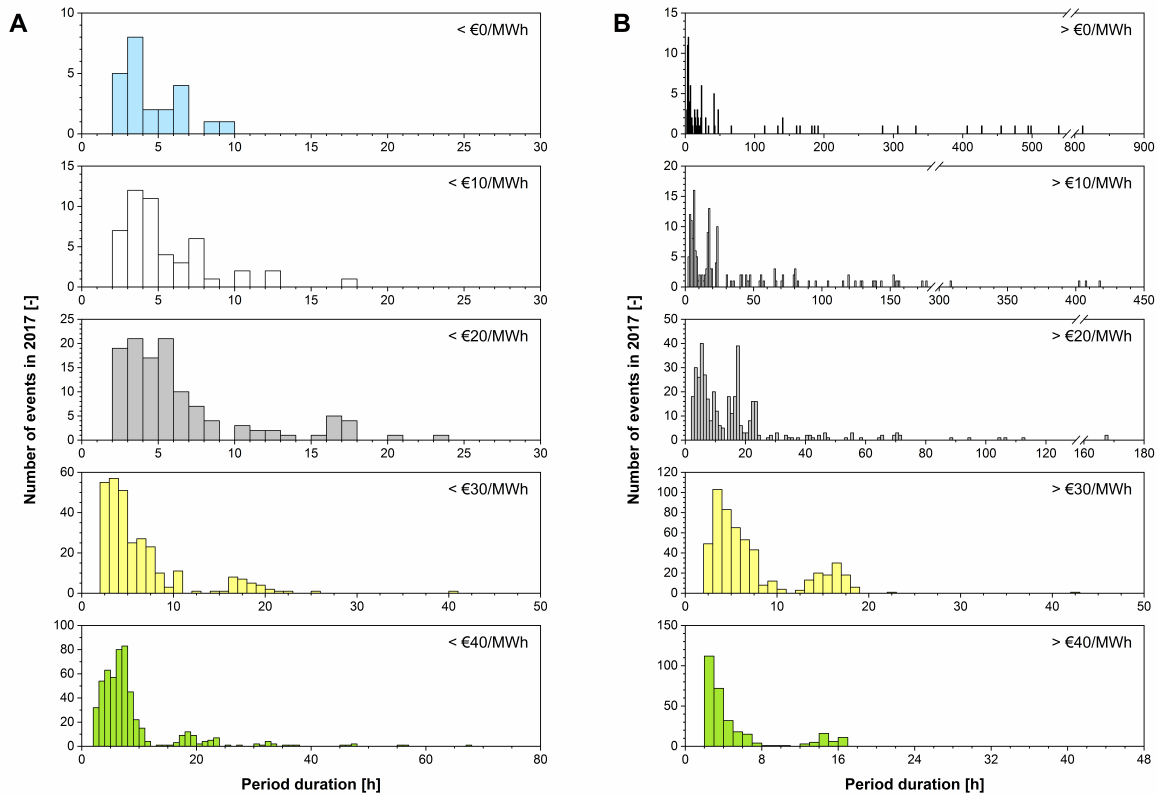 A
B
< €0/MWh
10
5
0
0 5 10 15 20 25 30
> €0/MWh
15
10
5
0
0 100 200 300 400 500 800 900
< €10/MWh
15
10
5
0
0 5 10 15 20 25 30
> €10/MWh
20
15
10
5
0
0 50 100 150 300 350 400 450
< €20/MWh
25
20
15
10
5
0
0 5 10 15 20 25 30
> €20/MWh
50
40
30
20
10
0
0 20 40 60 80 100 120 160 180
< €30/MWh
60
40
20
0
0 10 20 30 40 50
> €30/MWh
120
100
80
60
40
20
0
0 10 20 30 40 50
< €40/MWh
100
80
60
40
20
0
0 20 40 60 80
> €40/MWh
150
100
50
0
0 8 16 24 32 40 48
Number of events in 2017 [-]
Number of events in 2017 [-]
Period duration [h]
Period duration [h]